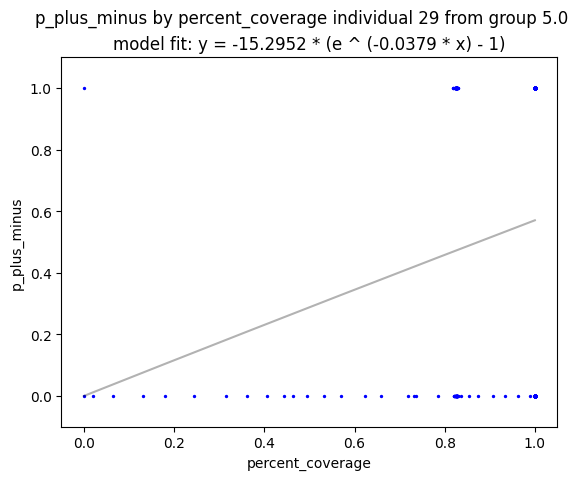 p_plus_minus by percent_coverage individual 29 from group 5.0
model fit: y = -15.2952 * (e ^ (-0.0379 * x) - 1)
1.0
0.8
0.6
0.4
0.2
0.0
p_plus_minus
0.0 0.2 0.4 0.6 0.8 1.0
percent_coverage